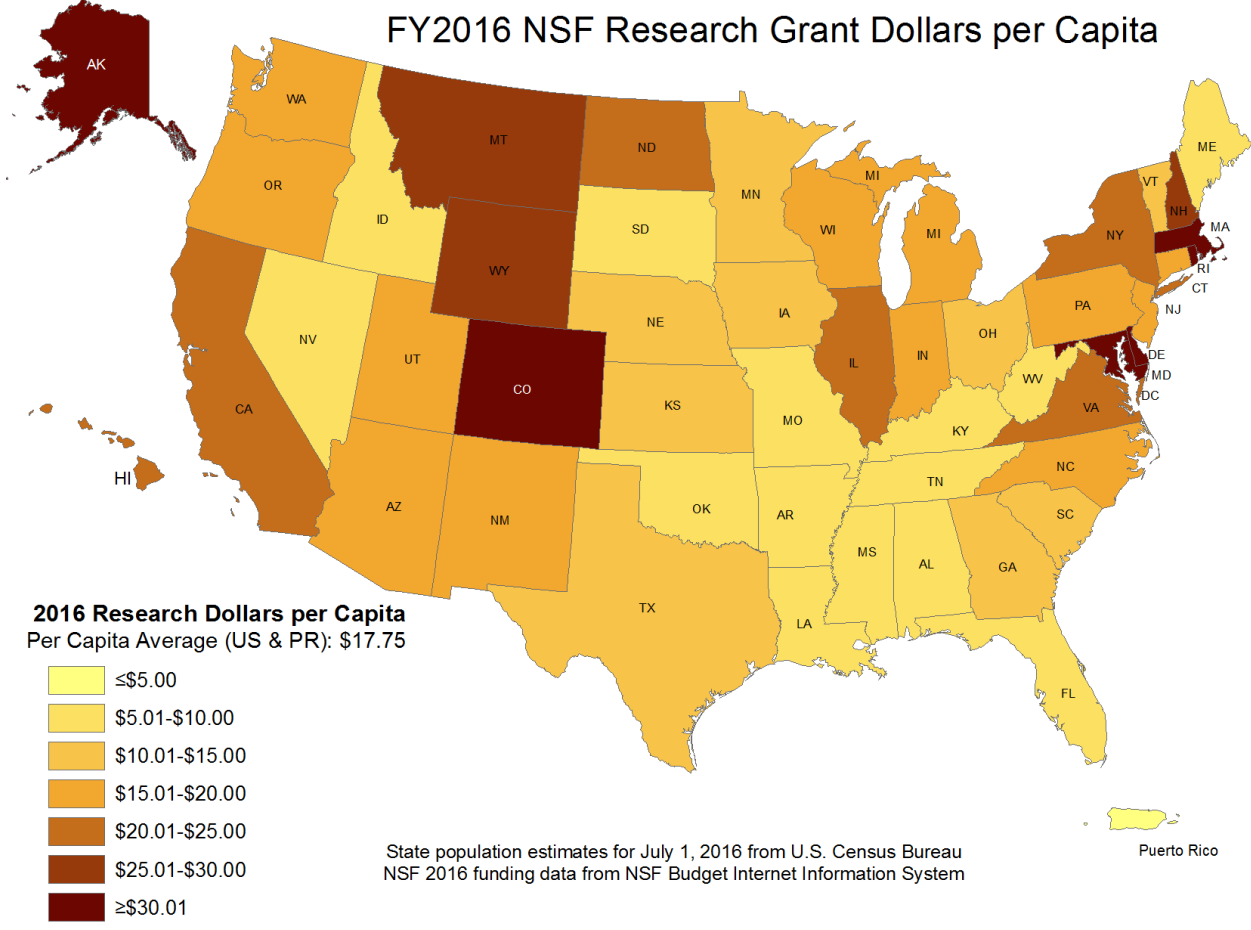 FY2016 NSF Research Grant Dollars per Capita
AK
WA
MT
ND
MN
ME
OR
ID
SD
WI
MI
MI
VT
NH
NY
MA
RI
CT
WY
NE
IA
PA
NJ
NV
UT
CO
KS
IL
IN
OH
WV
DE
MD
DC
VA
CA
MO
KY
HI
AZ
NM
OK
AR
TN
NC
SC
MS
AL
GA
TX
LA
FL
2016 Research Dollars per Capita
Per Capita Average (US & PR): $17.75
≤$5.00
$5.01-$10.00
$10.01-$15.00
$15.01-$20.00
$20.01-$25.00
$25.01-$30.00
≥$30.01
State population estimates for July 1, 2016 from U.S. Census Bureau
NSF 2016 funding data from NSF Budget Internet Information System
Puerto Rico